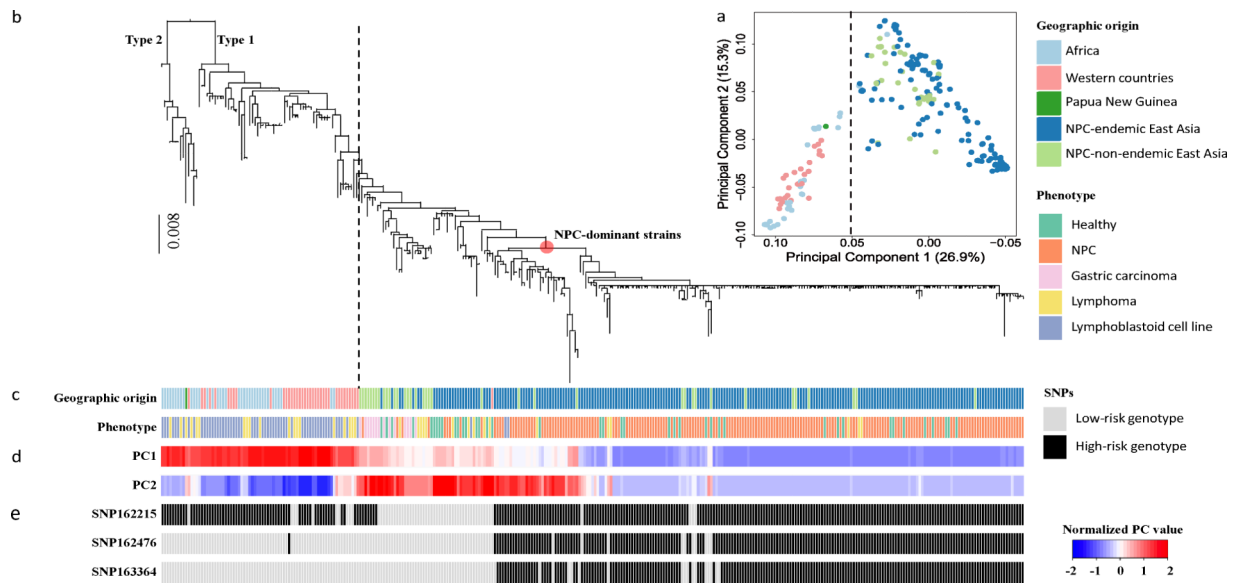 b
Type 2
Type 1
NPC-dominant strains
0.008
a
Principal Component 2 (15.3%)
0.10
0.05
0.00
−0.05
−0.10
0.10
0.05
0.00
−0.05
Principal Component 1 (26.9%)
Geographic origin
Africa
Western countries
Papua New Guinea
NPC-endemic East Asia
NPC-non-endemic East Asia
Phenotype
Healthy
NPC
Gastric carcinoma
Lymphoma
Lymphoblastoid cell line
c
Geographic origin
Phenotype
d
PC1
PC2
e
SNP162215
SNP162476
SNP163364
SNPs
Low-risk genotype
High-risk genotype
Normalized PC value
-2 -1 0 1 2